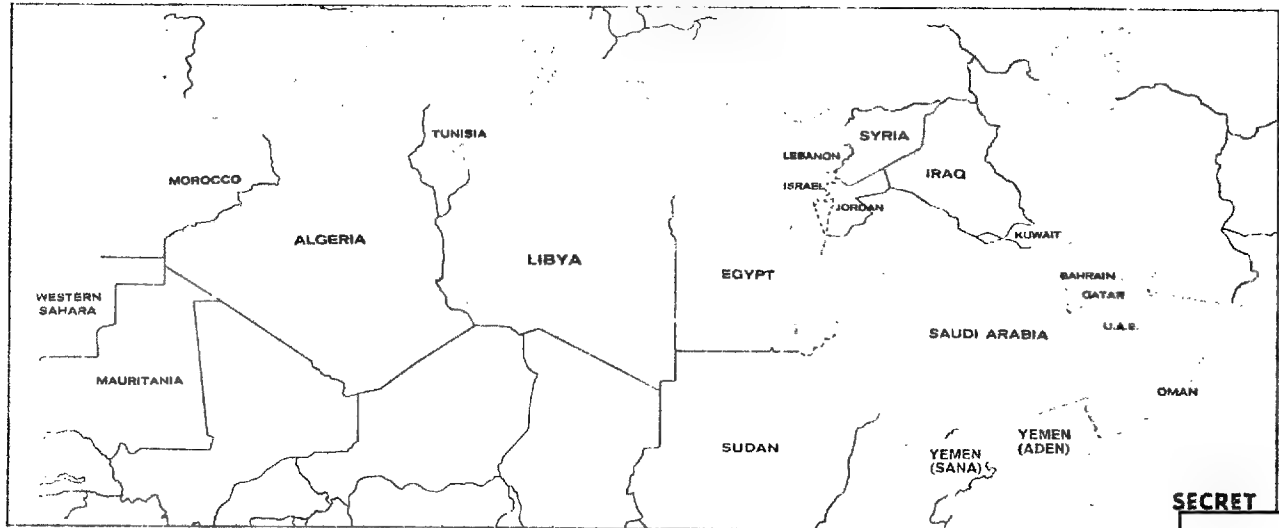 TUNISIA
SYRIA
LEBANON
MOROCCO
ISRAEL
IRAQ
JORDAN
ALGERIA
LIBYA
KUWAIT
EGYPT
BAHRAIN
QATAR
WESTERN
SAHARA
SAUDI ARABIA
U.A.E.
MAURITANIA
OMAN
SUDAN
YEMEN
(ADEN)
YEMEN
(SANA)
SECRET